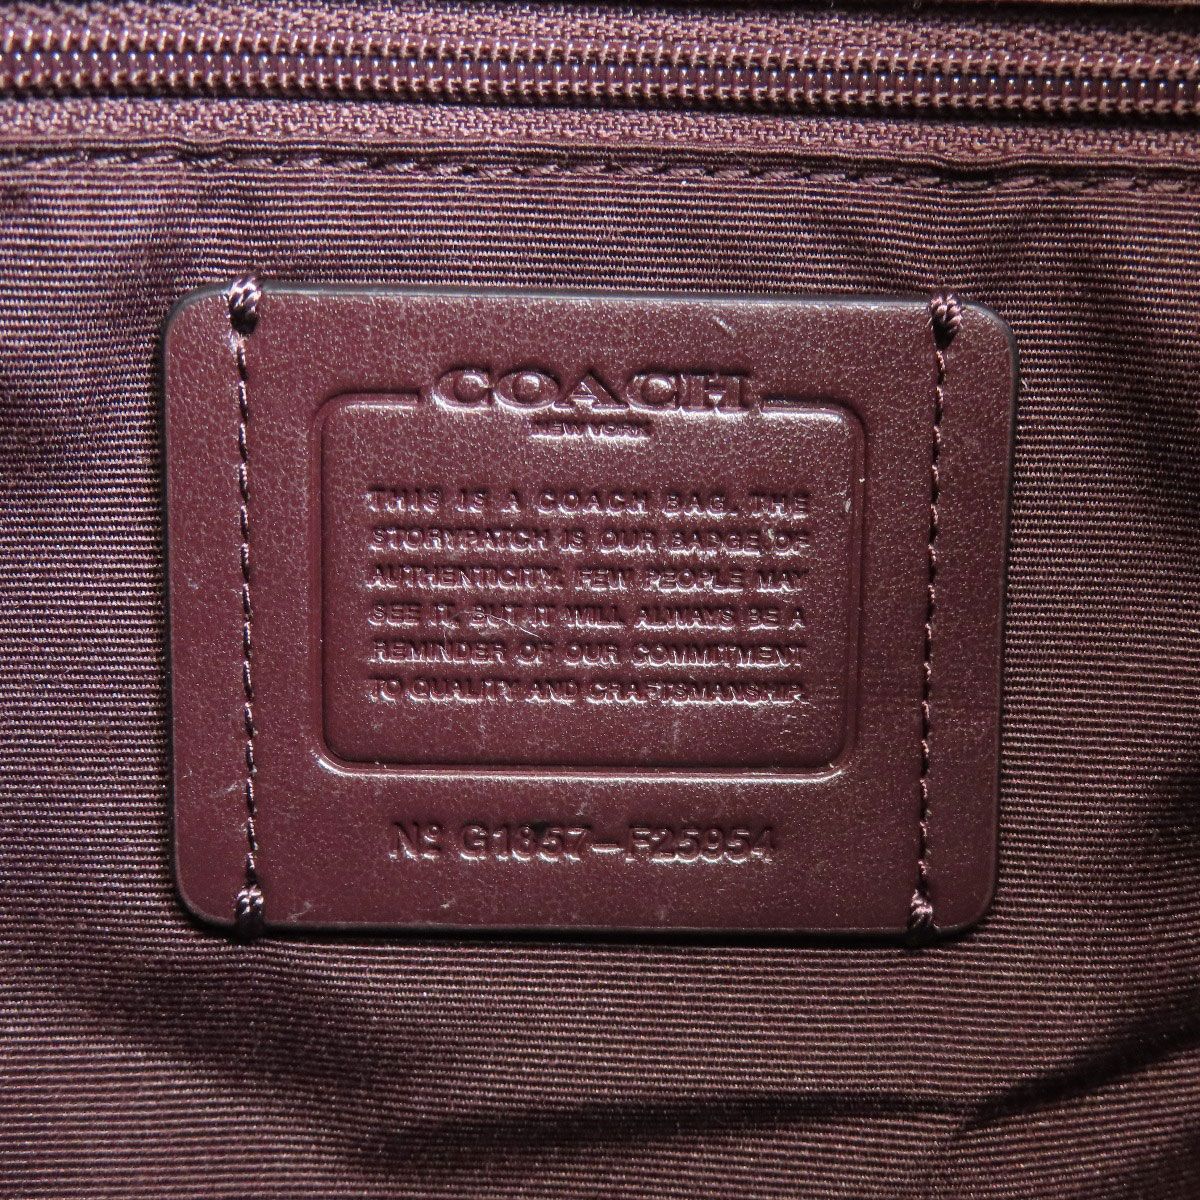 COACH
NEW YORK
THIS IS A COACH BAG. THE
STORYPATCH IS OUR BADGE OF
AUTHENTICITY. FEW PEOPLE MAY
SEE IT, BUT IT WILL ALWAYS BE A
REMINDER OF OUR COMMITMENT
TO QUALITY AND CRAFTSMANSHIP.
Nº G1857-F25954